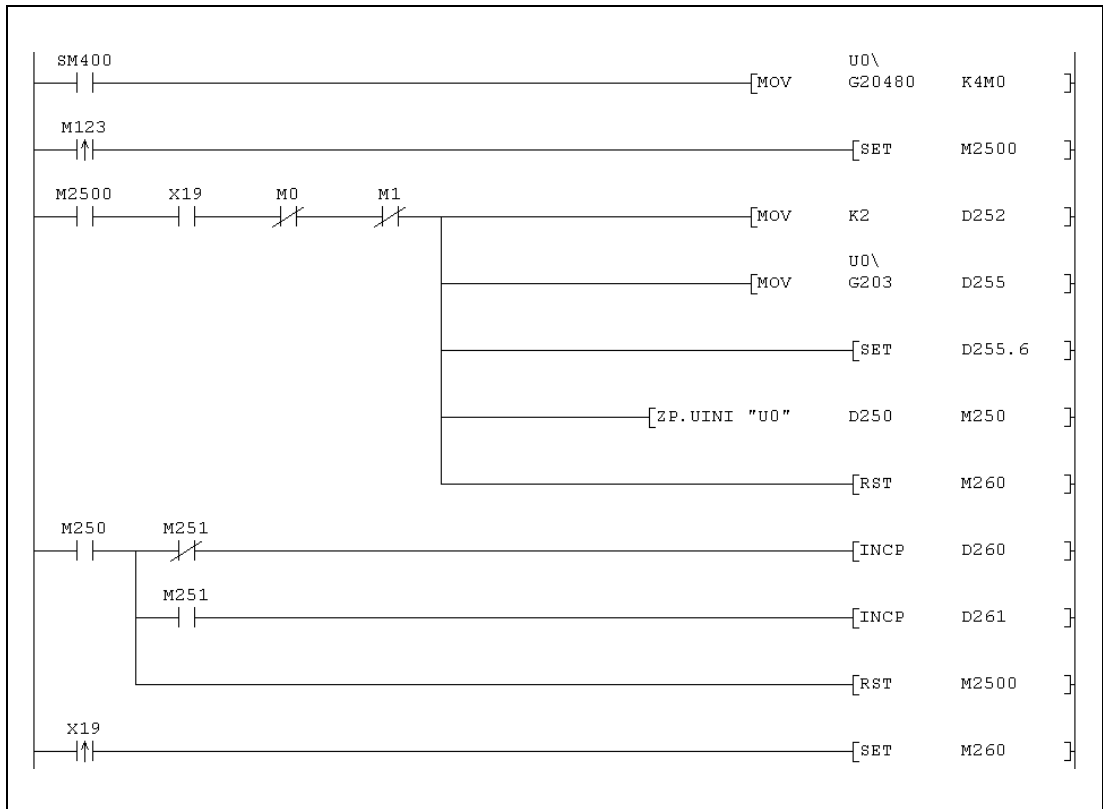 SM400
U0\
[MOV G20480 K4M0 ]
M123
[SET M2500 ]
M2500 X19 M0 M1
[MOV K2 D252 ]
U0\
[MOV G203 D255 ]
[SET D255.6 ]
[ZP.UINI "U0" D250 M250 ]
[RST M260 ]
M250 M251
[INCP D260 ]
M251
[INCP D261 ]
[RST M2500 ]
X19
[SET M260 ]